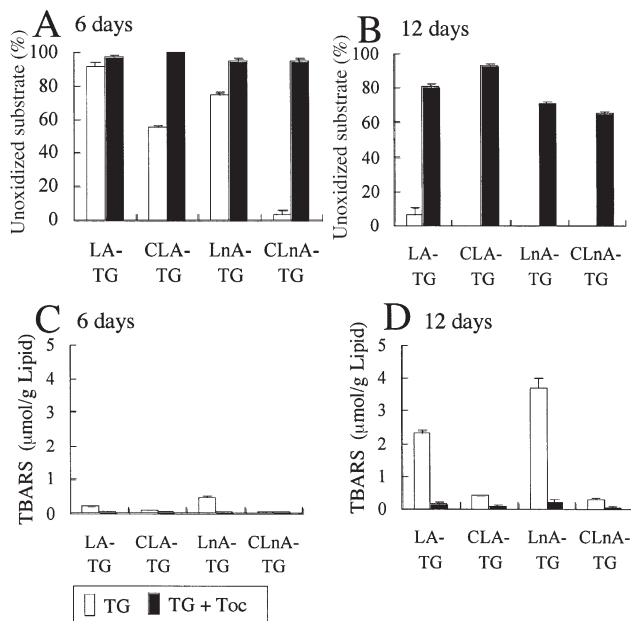 A 6 days
Unoxidized substrate (%)
100
80
60
40
20
0
LA-
TG
CLA-
TG
LnA-
TG
CLnA-
TG
B 12 days
Unoxidized substrate (%)
100
80
60
40
20
0
LA-
TG
CLA-
TG
LnA-
TG
CLnA-
TG
C 6 days
TBARS (μmol/g Lipid)
5
4
3
2
1
0
LA-
TG
CLA-
TG
LnA-
TG
CLnA-
TG
D 12 days
TBARS (μmol/g Lipid)
5
4
3
2
1
0
LA-
TG
CLA-
TG
LnA-
TG
CLnA-
TG
TG TG + Toc